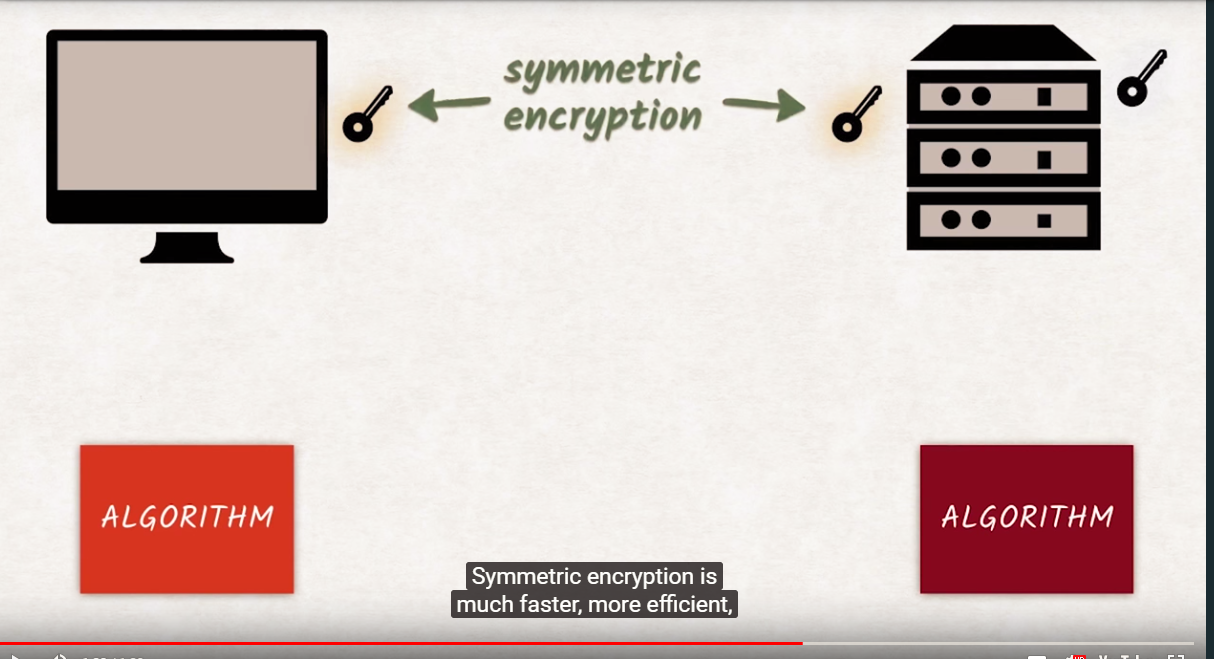 symmetric
encryption
ALGORITHM
ALGORITHM
Symmetric encryption is
much faster, more efficient,